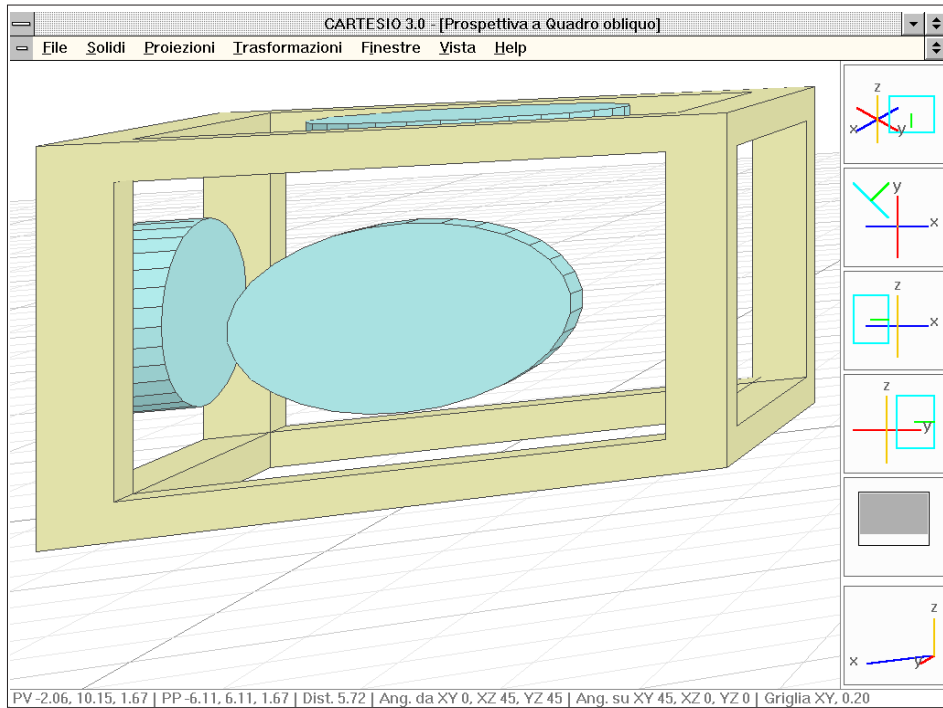 CARTESIO 3.0 - [Prospettiva a Quadro obliquo]
File Solidi Proiezioni Trasformazioni Finestre Vista Help
z
x y
y
x
z
x
z
y
z
x y
PV -2.06, 10.15, 1.67 | PP -6.11, 6.11, 1.67 | Dist. 5.72 | Ang. da XY 0, XZ 45, YZ 45 | Ang. su XY 45, XZ 0, YZ 0 | Griglia XY, 0.20